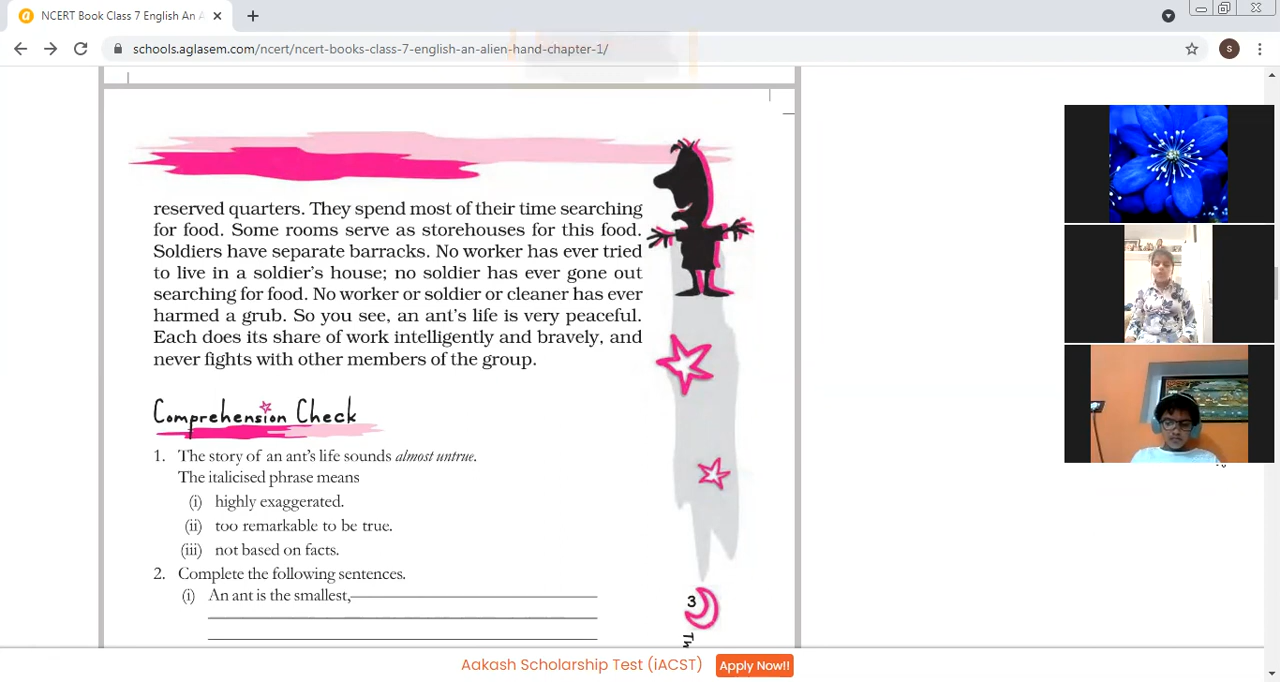 NCERT Book Class 7 English An A
schools.aglasem.com/ncert/ncert-books-class-7-english-an-alien-hand-chapter-1/
S
reserved quarters. They spend most of their time searching
for food. Some rooms serve as storehouses for this food.
Soldiers have separate barracks. No worker has ever tried
to live in a soldier's house; no soldier has ever gone out
searching for food. No worker or soldier or cleaner has ever
harmed a grub. So you see, an ant's life is very peaceful.
Each does its share of work intelligently and bravely, and
never fights with other members of the group.
Comprehension Check
1. The story of an ant's life sounds almost untrue.
The italicised phrase means
(i) highly exaggerated.
(ii) too remarkable to be true.
(iii) not based on facts.
2. Complete the following sentences.
(i) An ant is the smallest,
3
Th
Aakash Scholarship Test (iACST) Apply Now!!